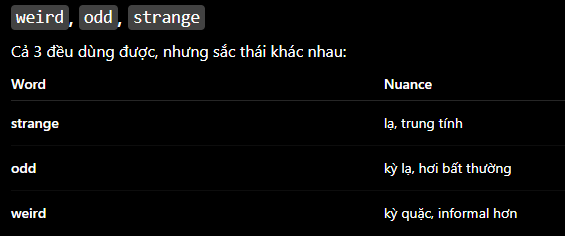 weird, odd, strange
Cả 3 đều dùng được, nhưng sắc thái khác nhau:
Word Nuance
strange lạ, trung tính
odd kỳ lạ, hơi bất thường
weird kỳ quặc, informal hơn